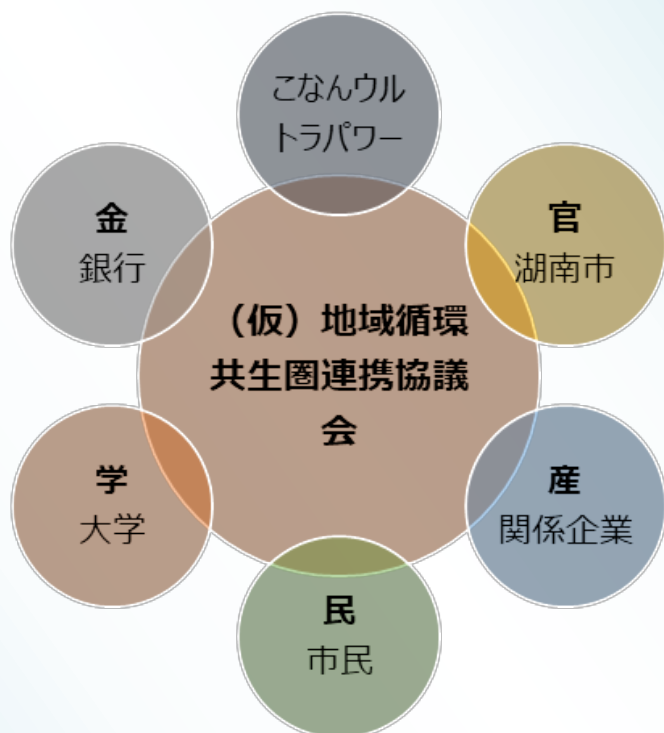 こなんウル
トラパワー
官
湖南市
産
関係企業
民
市民
学
大学
金
銀行
（仮）地域循環
共生圏連携協議
会